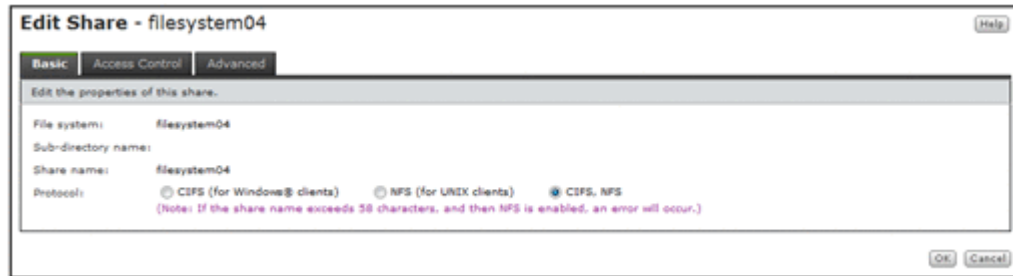 Edit Share - filesystem04 Help
Basic Access Control Advanced
Edit the properties of this share.
File system: filesystem04
Sub-directory name:
Share name: filesystem04
Protocol: CIFS (for Windows® clients) NFS (for UNIX clients) CIFS, NFS
(Note: If the share name exceeds 58 characters, and then NFS is enabled, an error will occur.)
OK Cancel